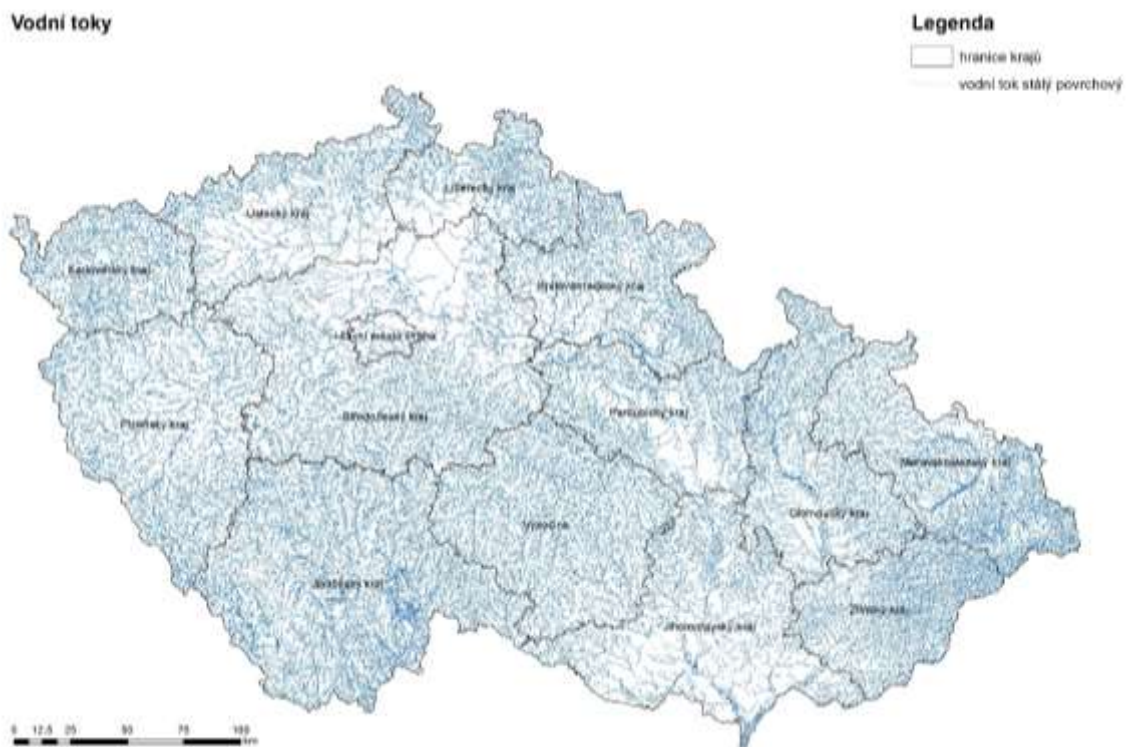 Vodní toky
Legenda
hranice krajů
vodní tok stálý povrchový
Liberecký kraj
Ústecký kraj
Karlovarský kraj
Královéhradecký kraj
Hlavní město Praha
Středočeský kraj
Pardubický kraj
Plzeňský kraj
Moravskoslezský kraj
Olomoucký kraj
Vysočina
Jihočeský kraj
Zlínský kraj
Jihomoravský kraj
0 12,5 25 50 75 100
km